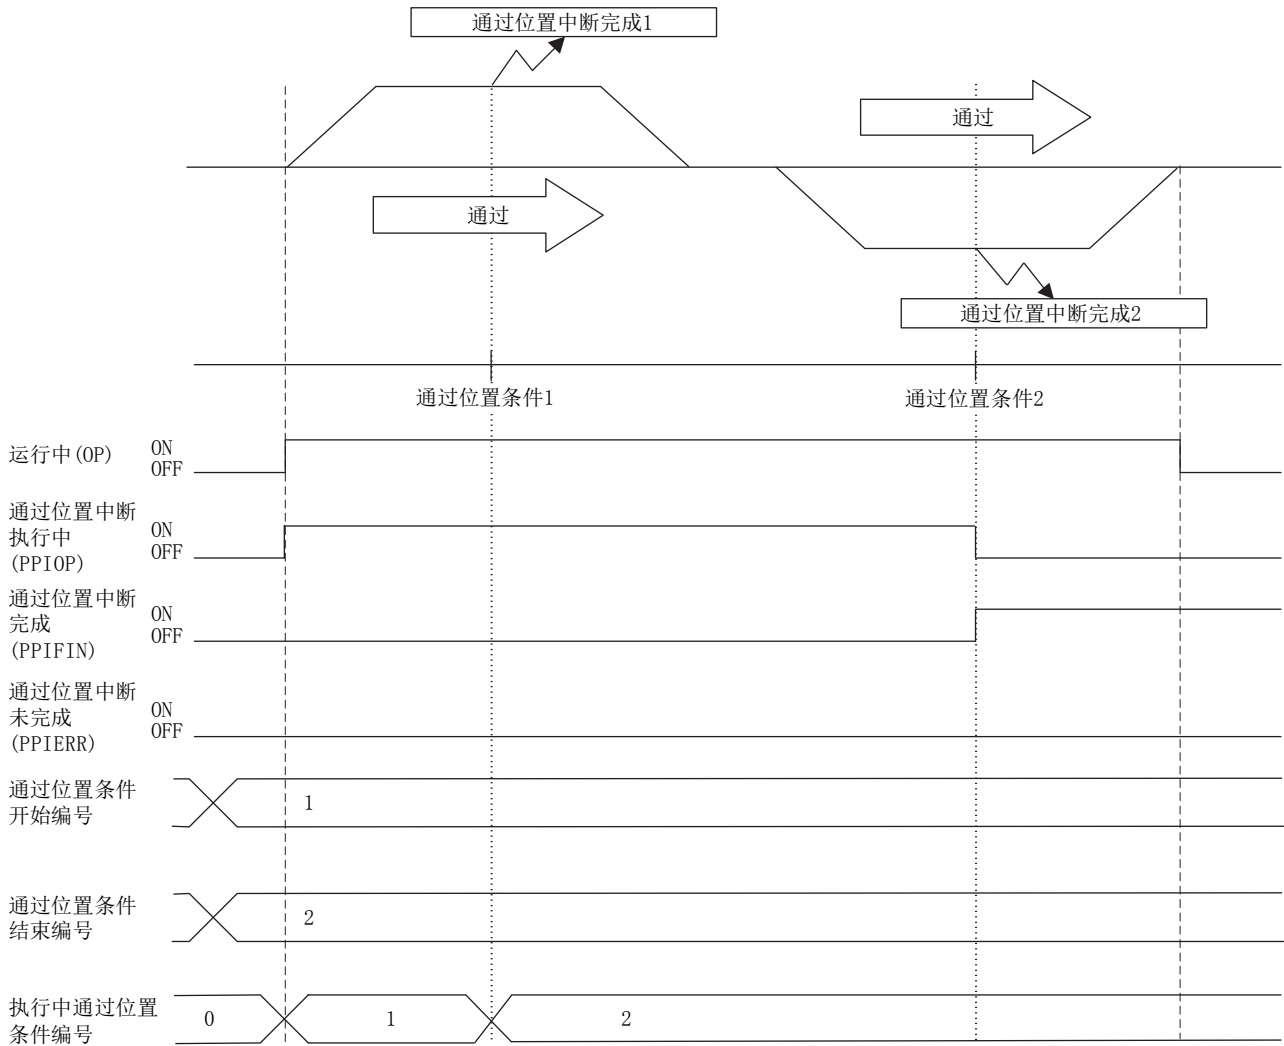 通过位置中断完成1
通过
通过
通过位置中断完成2
通过位置条件1
通过位置条件2
运行中(OP)
ON
OFF
通过位置中断
执行中
(PPIOP)
ON
OFF
通过位置中断
完成
(PPIFIN)
ON
OFF
通过位置中断
未完成
(PPIERR)
ON
OFF
通过位置条件
开始编号
1
通过位置条件
结束编号
2
执行中通过位置
条件编号
0
1
2